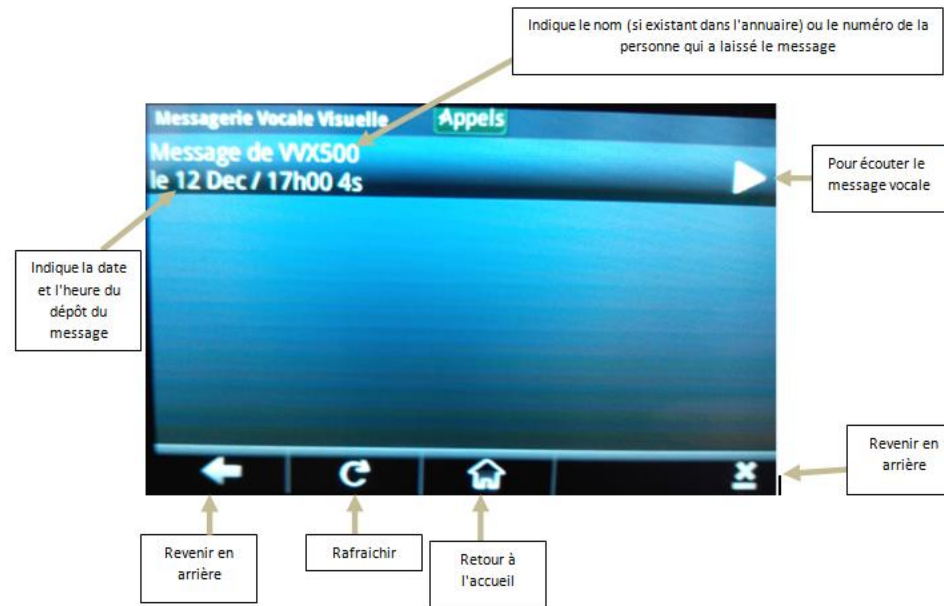 Indique le nom (si existant dans l'annuaire) ou le numéro de la
personne qui a laissé le message
Messagerie Vocale Visuelle
Appels
Message de VVX500
le 12 Dec / 17h00 4s
Pour écouter le
message vocale
Indique la date
et l'heure du
dépôt du
message
Revenir en
arrière
Revenir en
arrière
Rafraichir
Retour à
l'accueil